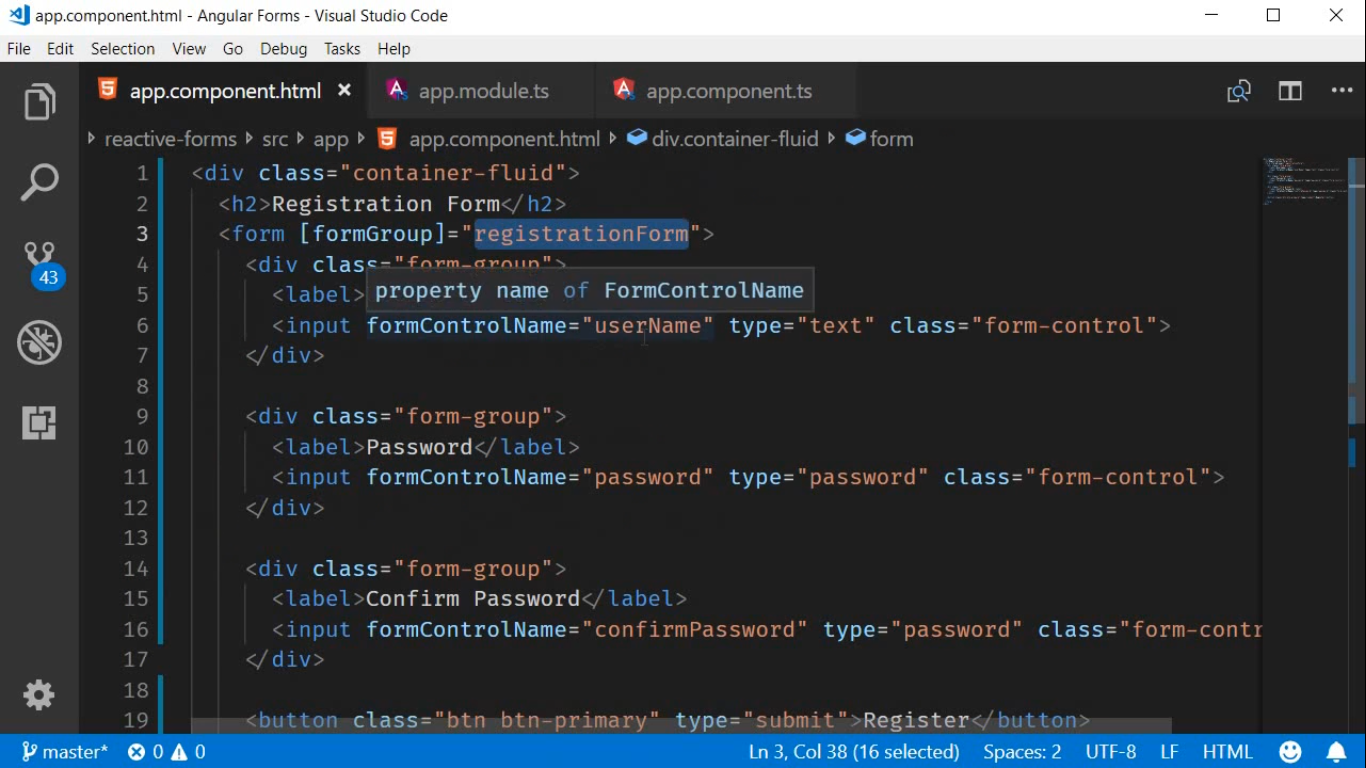 app.component.html - Angular Forms - Visual Studio Code
File Edit Selection View Go Debug Tasks Help
app.component.html app.module.ts app.component.ts
reactive-forms src app app.component.html div.container-fluid form
1 <div class="container-fluid">
2 <h2>Registration Form</h2>
3 <form [formGroup]="registrationForm">
4 <div class="form-group">
property name of FormControlName
5 <label>
6 <input formControlName="userName" type="text" class="form-control">
7 </div>
8
9 <div class="form-group">
10 <label>Password</label>
11 <input formControlName="password" type="password" class="form-control">
12 </div>
13
14 <div class="form-group">
15 <label>Confirm Password</label>
16 <input formControlName="confirmPassword" type="password" class="form-contr
17 </div>
18
19 <button class="btn btn-primary" type="submit">Register</button>
43
master* 0 0 Ln 3, Col 38 (16 selected) Spaces: 2 UTF-8 LF HTML